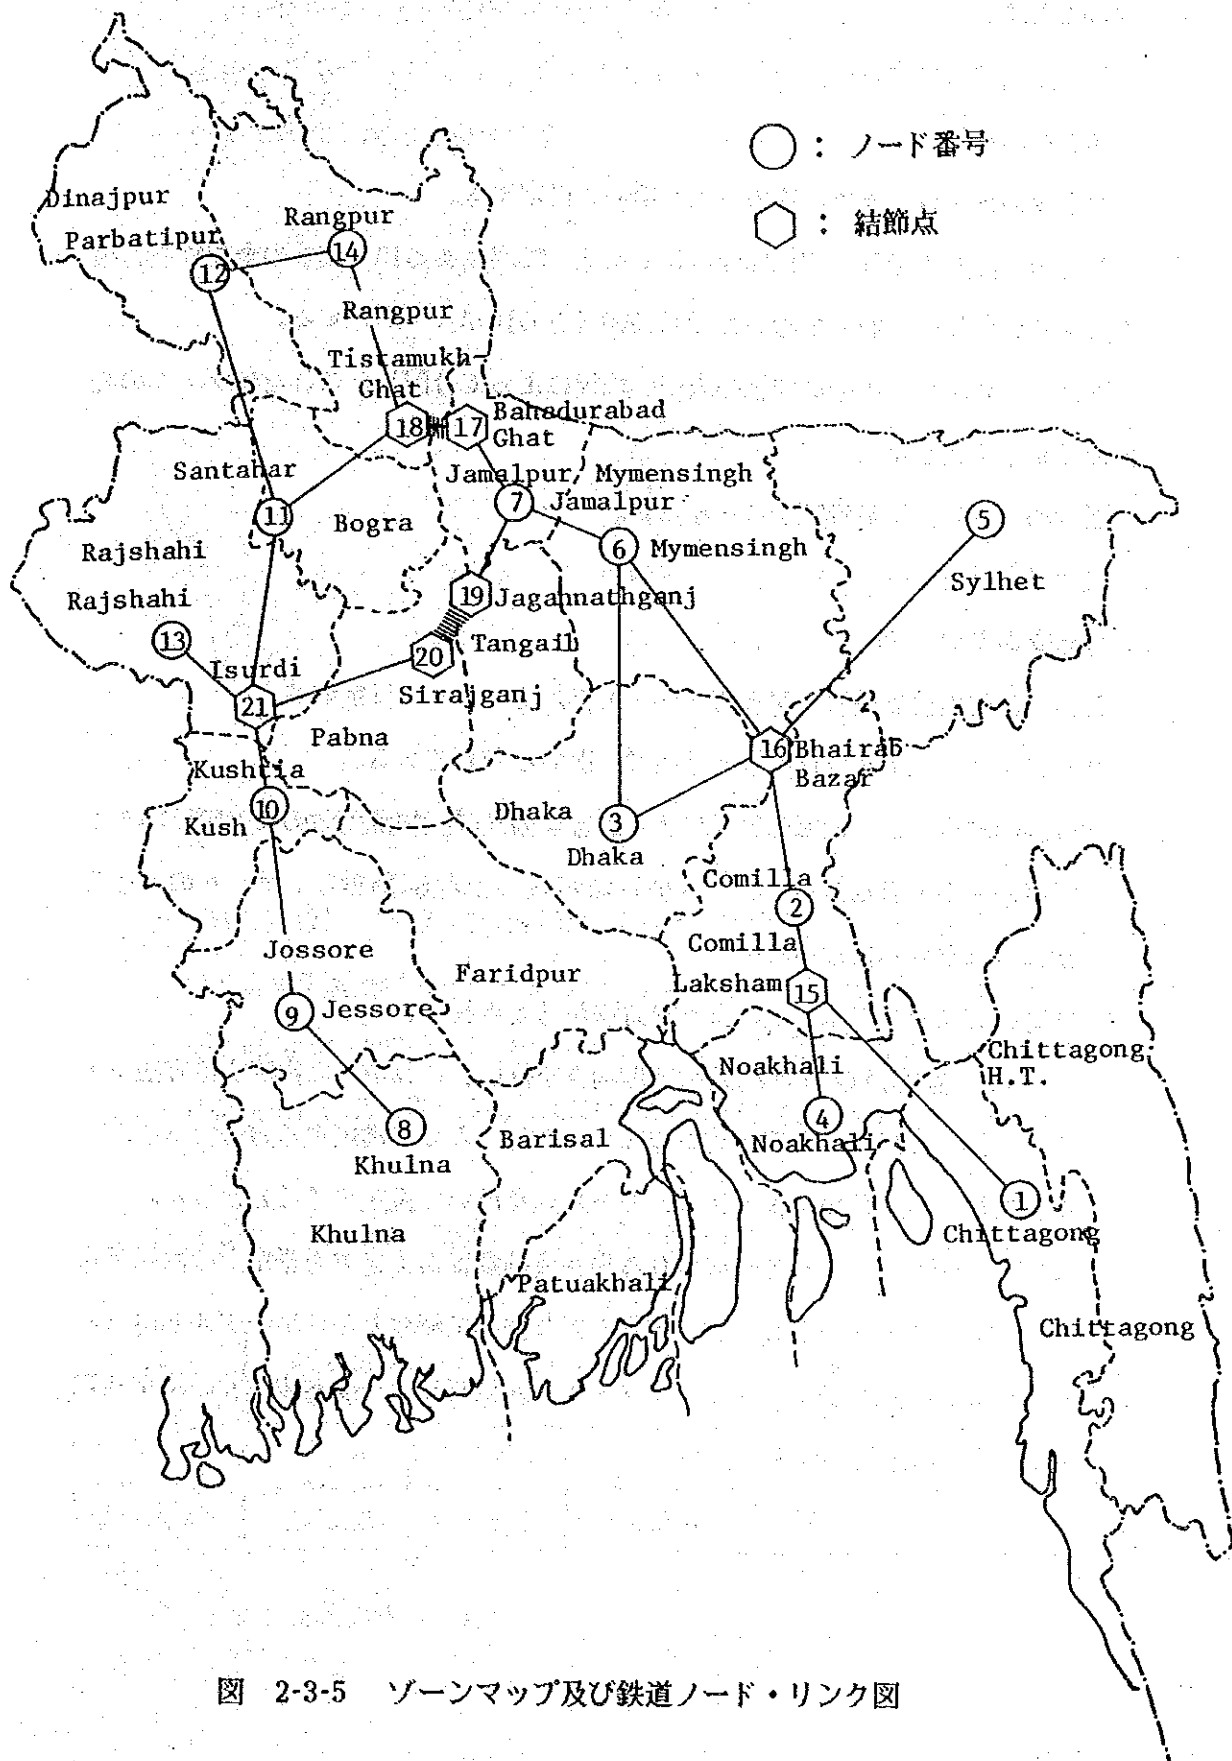 ○ : ノード番号
⬡ : 結節点
Dinajpur
Parbatipur
12
Rangpur
14
Rangpur
Tistamukh
Ghat
18
17
Bahadurabad
Ghat
Santahar
11
Bogra
Jamalpur
7
Jamalpur
Mymensingh
6
Mymensingh
5
Sylhet
Rajshahi
Rajshahi
13
19
Jagannathganj
20
Tangail
Sirajganj
Isurdi
21
Pabna
16
Bhairab
Bazar
Kushtia
10
Kush
Dhaka
3
Dhaka
Comilla
2
Comilla
Jossore
Faridpur
Laksham
15
9
Jessore
Noakhali
Chittagong
H.T.
8
Khulna
Barisal
4
Noakhali
1
Chittagong
Khulna
Patuakhali
Chittagong
図 2-3-5 ゾーンマップ及び鉄道ノード・リンク図